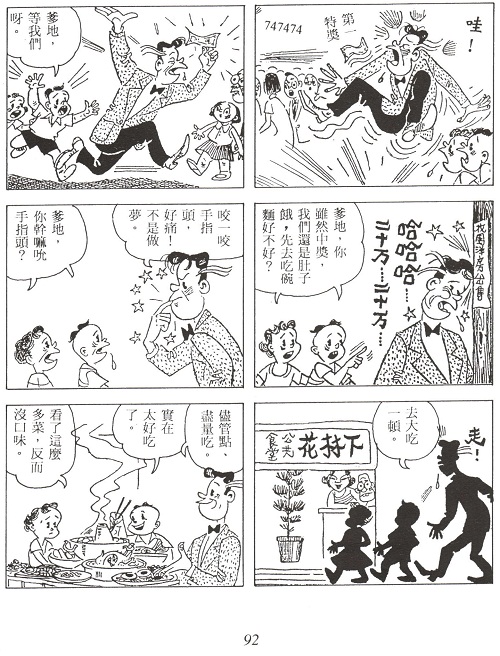 哇！
第一
特獎
747474
爹地，
等我們
呀。
哈哈哈…
二十万…二十万…
爹地，你
雖然中獎，
我們還是肚子
餓，先去吃碗
麵好不好？
咬一咬
手指
頭，
好痛！
不是做
夢。
爹地，
你幹嘛吮
手指頭？
走！
去大吃
一頓。
公共
食堂
儘管點、
盡量吃。
實在
太好吃
了。
看了這麼
多菜，反而
沒口味。
92